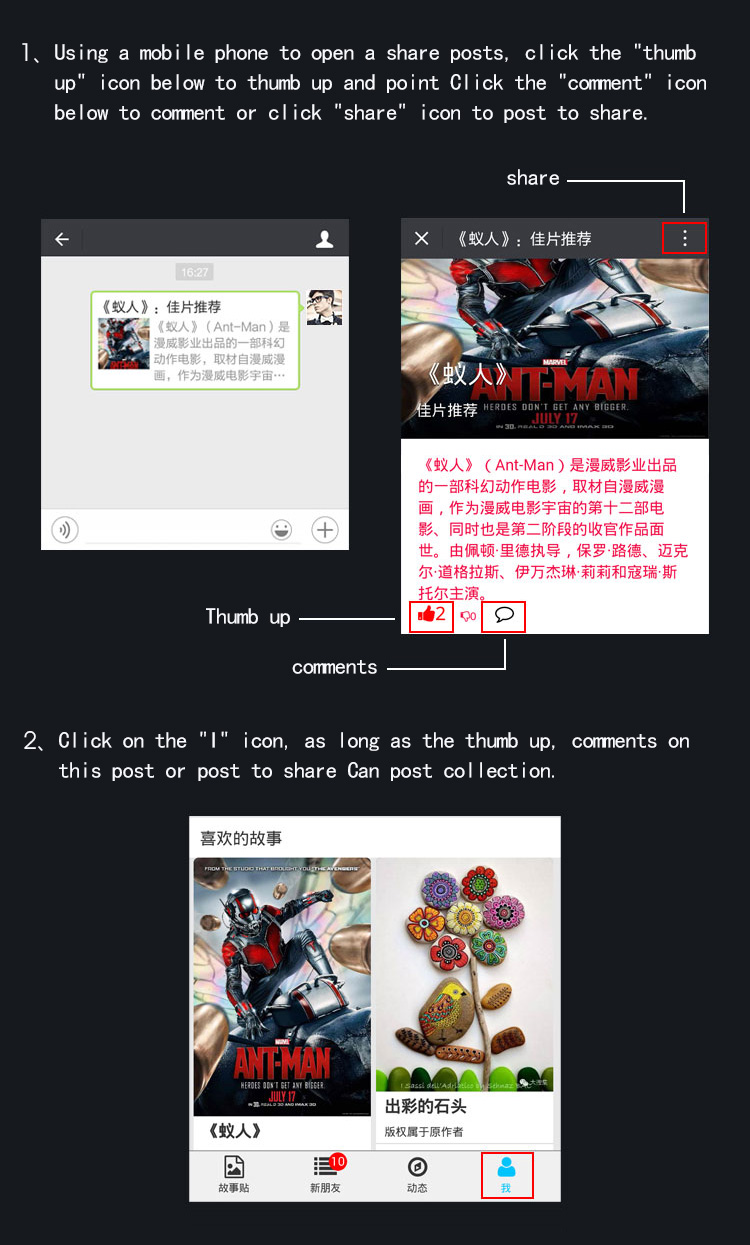 1、Using a mobile phone to open a share posts, click the "thumb
up" icon below to thumb up and point Click the "comment" icon
below to comment or click "share" icon to post to share.
share
16:27
《蚁人》：佳片推荐
《蚁人》（Ant-Man）是
漫威影业出品的一部科幻
动作电影，取材自漫威漫
画，作为漫威电影宇宙…
ANT-MAN
《蚁人》：佳片推荐
MARVEL
《蚁人》
ANT-MAN
佳片推荐
HEROES DON'T GET ANY BIGGER.
JULY 17
IN 3D, REAL D 3D AND IMAX 3D
《蚁人》（Ant-Man）是漫威影业出品
的一部科幻动作电影，取材自漫威漫
画，作为漫威电影宇宙的第十二部电
影、同时也是第二阶段的收官作品面
世。由佩顿·里德执导，保罗·路德、迈克
尔·道格拉斯、伊万杰琳·莉莉和寇瑞·斯
托尔主演。
2
0
Thumb up
comments
2、Click on the "I" icon, as long as the thumb up, comments on
this post or post to share Can post collection.
喜欢的故事
FROM THE STUDIO THAT BROUGHT YOU "THE AVENGERS"
MARVEL
ANT-MAN
HEROES DON'T GET ANY BIGGER.
JULY 17
IN 3D, REAL D 3D AND IMAX 3D
《蚁人》
I Sassi dell'Adriatico
出彩的石头
版权属于原作者
故事贴
10
新朋友
动态
我